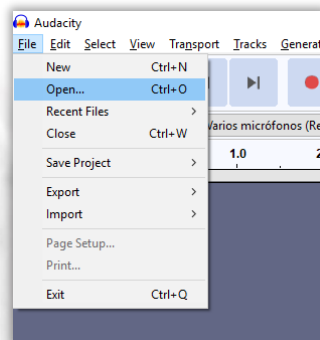 Audacity
File Edit Select View Transport Tracks
New Ctrl+N
Open... Ctrl+O
Recent Files >
Close Ctrl+W
Varios micrófonos
1.0
Save Project >
Export >
Import >
Page Setup...
Print...
Exit Ctrl+Q